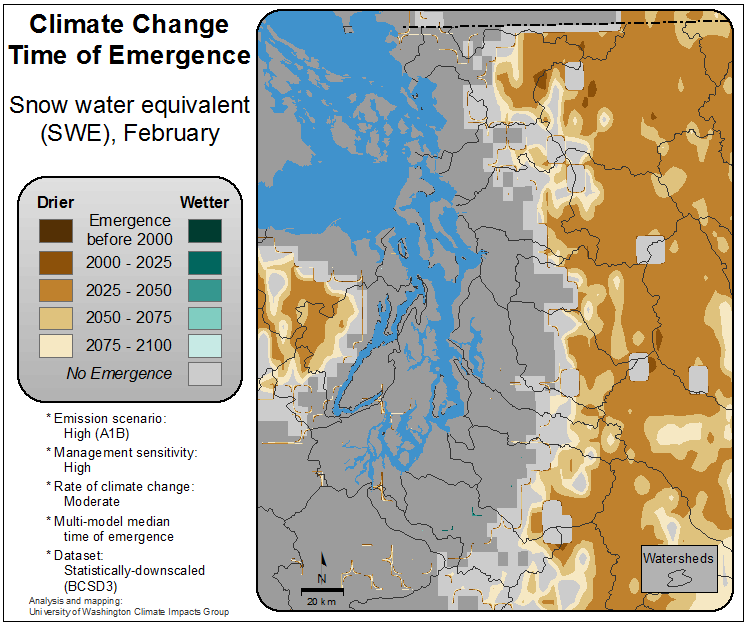 Climate Change
Time of Emergence
Snow water equivalent
(SWE), February
Drier
Wetter
Emergence
before 2000
2000 - 2025
2025 - 2050
2050 - 2075
2075 - 2100
No Emergence
* Emission scenario:
High (A1B)
* Management sensitivity:
High
* Rate of climate change:
Moderate
* Multi-model median
time of emergence
* Dataset:
Statistically-downscaled
(BCSD3)
Analysis and mapping:
University of Washington Climate Impacts Group
N
20 km
Watersheds